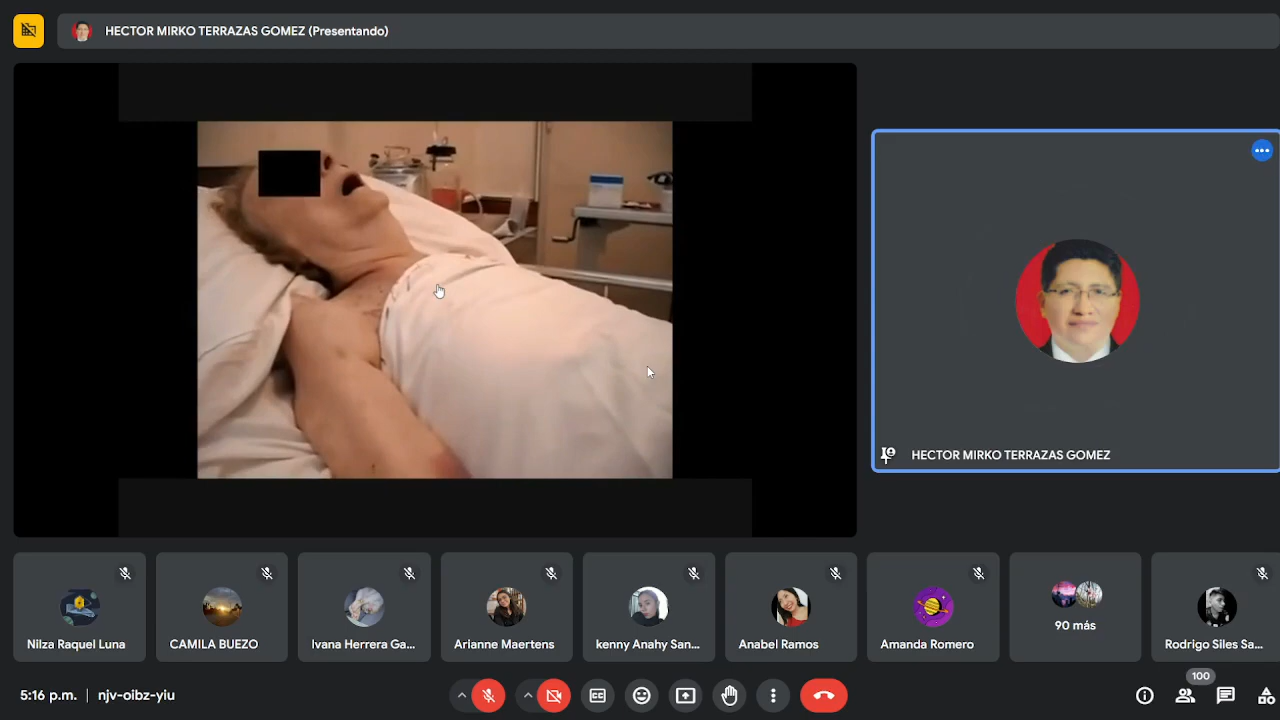 HECTOR MIRKO TERRAZAS GOMEZ (Presentando)
HECTOR MIRKO TERRAZAS GOMEZ
Nilza Raquel Luna
CAMILA BUEZO
Ivana Herrera Ga...
Arianne Maertens
kenny Anahy San...
Anabel Ramos
Amanda Romero
90 más
Rodrigo Siles Sa...
5:16 p.m. | njv-oibz-yiu
100